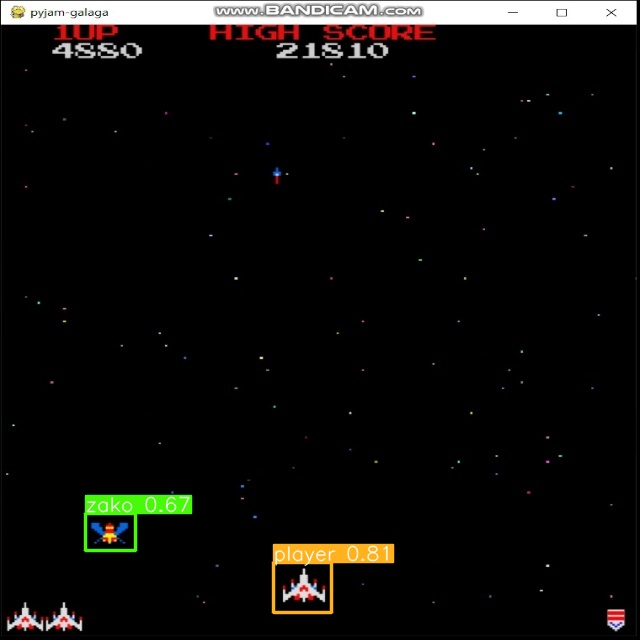 pyjam-galaga
www.BANDICAM.com
1UP HIGH SCORE
4880 21810
zako 0.67
player 0.81